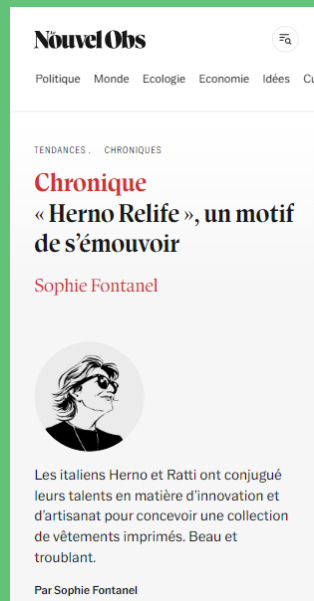 Le Nouvel Obs
Politique Monde Ecologie Economie Idées Cu
TENDANCES. CHRONIQUES
Chronique
« Herno Relife », un motif
de s’émouvoir
Sophie Fontanel
Les italiens Herno et Ratti ont conjugué
leurs talents en matière d’innovation et
d’artisanat pour concevoir une collection
de vêtements imprimés. Beau et
troublant.
Par Sophie Fontanel